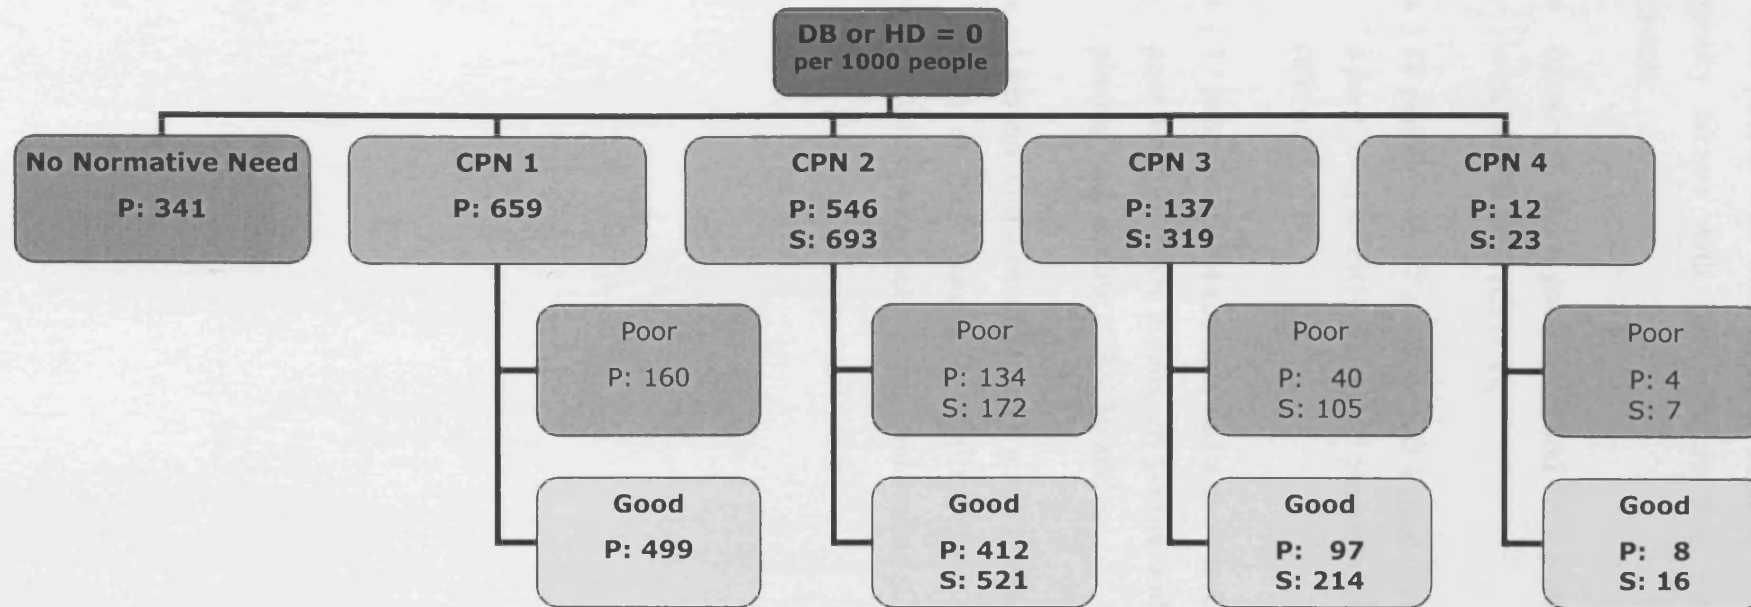 DB or HD = 0
per 1000 people
No Normative Need
P: 341
CPN 1
P: 659
CPN 2
P: 546
S: 693
CPN 3
P: 137
S: 319
CPN 4
P: 12
S: 23
Poor
P: 160
Poor
P: 134
S: 172
Poor
P: 40
S: 105
Poor
P: 4
S: 7
Good
P: 499
Good
P: 412
S: 521
Good
P: 97
S: 214
Good
P: 8
S: 16